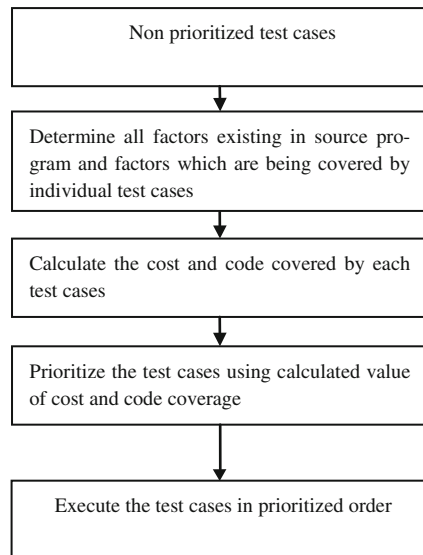 Non prioritized test cases
Determine all factors existing in source pro-
gram and factors which are being covered by
individual test cases
Calculate the cost and code covered by each
test cases
Prioritize the test cases using calculated value
of cost and code coverage
Execute the test cases in prioritized order